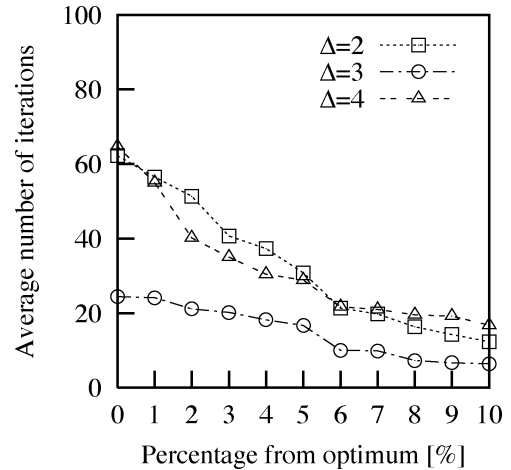 100
Δ=2
Δ=3
80
Δ=4
60
40
20
0
0 1 2 3 4 5 6 7 8 9 10
Average number of iterations
Percentage from optimum [%]